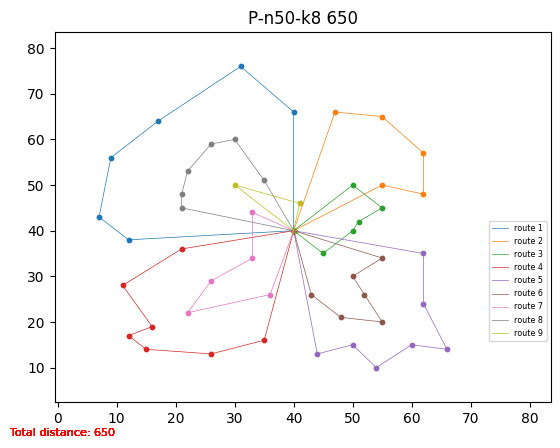 P-n50-k8 650
80
70
60
50
40
30
20
10
0 10 20 30 40 50 60 70 80
route 1
route 2
route 3
route 4
route 5
route 6
route 7
route 8
route 9
Total distance: 650